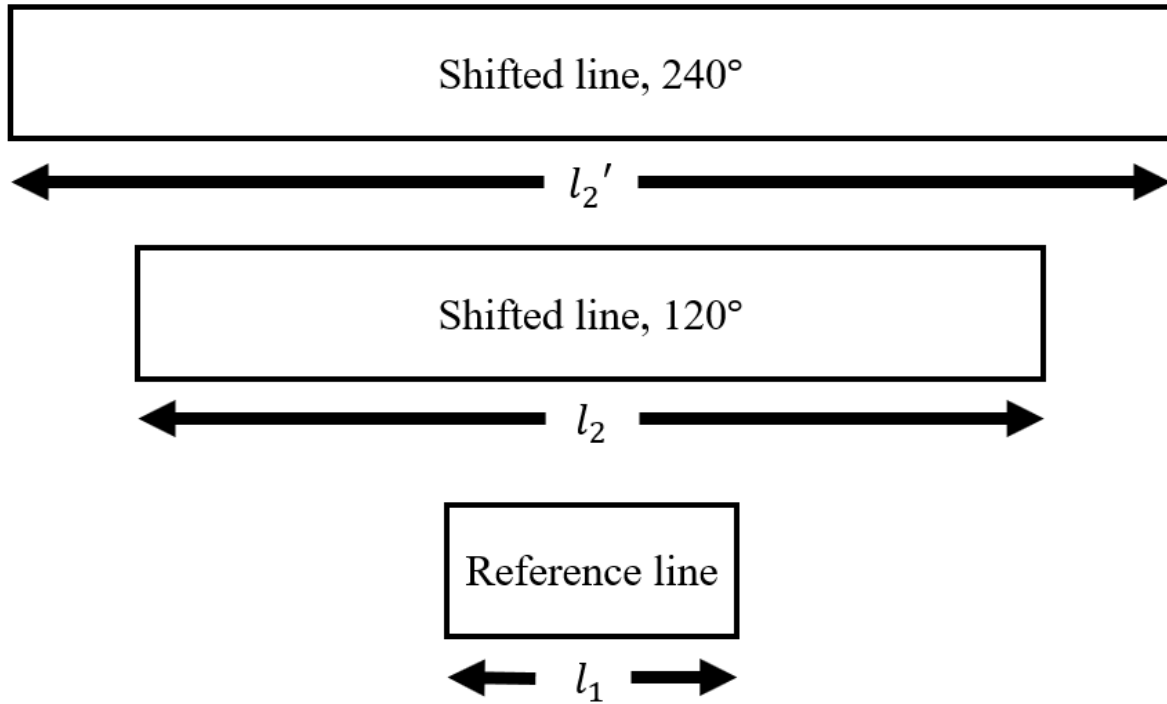 Shifted line, 240°
l₂′
Shifted line, 120°
l₂
Reference line
l₁